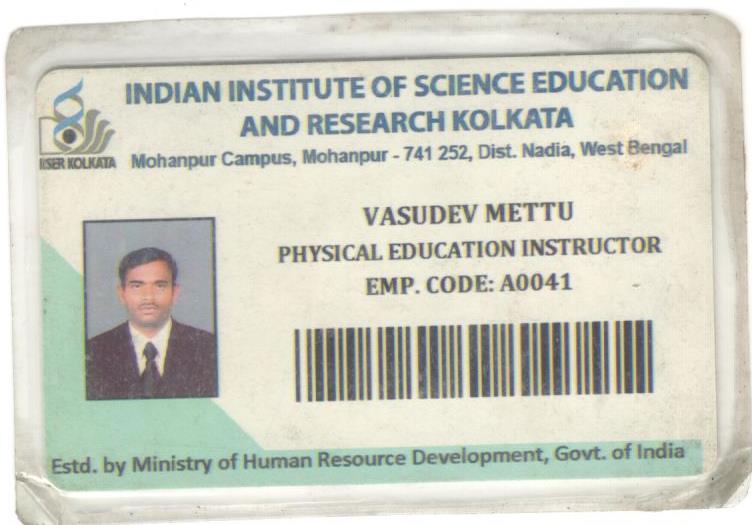 INDIAN INSTITUTE OF SCIENCE EDUCATION
AND RESEARCH KOLKATA
IISER KOLKATA
Mohanpur Campus, Mohanpur - 741 252, Dist. Nadia, West Bengal
VASUDEV METTU
PHYSICAL EDUCATION INSTRUCTOR
EMP. CODE: A0041
Estd. by Ministry of Human Resource Development, Govt. of India